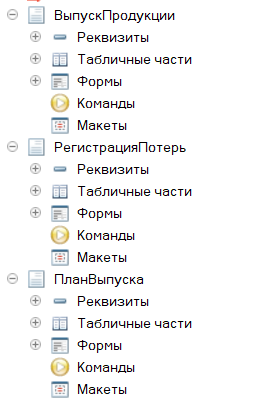 ВыпускПродукции
Реквизиты
Табличные части
Формы
Команды
Макеты
РегистрацияПотерь
Реквизиты
Табличные части
Формы
Команды
Макеты
ПланВыпуска
Реквизиты
Табличные части
Формы
Команды
Макеты